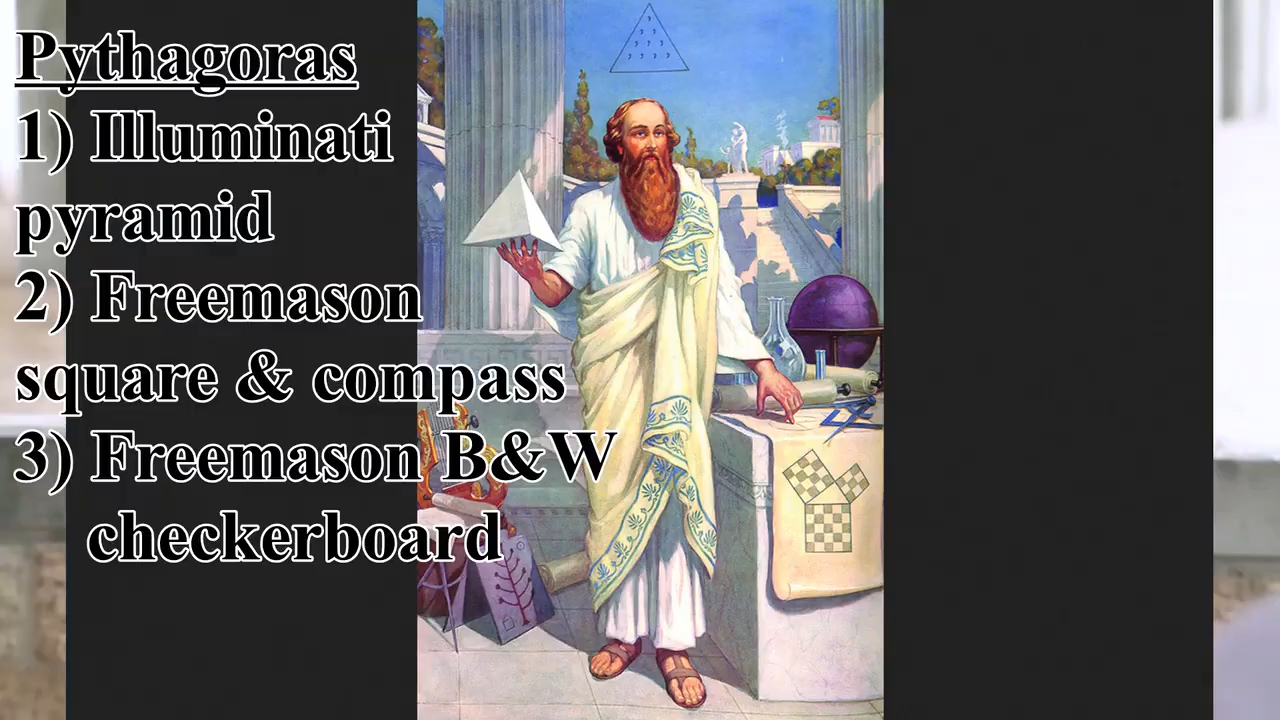 Pythagoras
1) Illuminati
pyramid
2) Freemason
square & compass
3) Freemason B&W
checkerboard